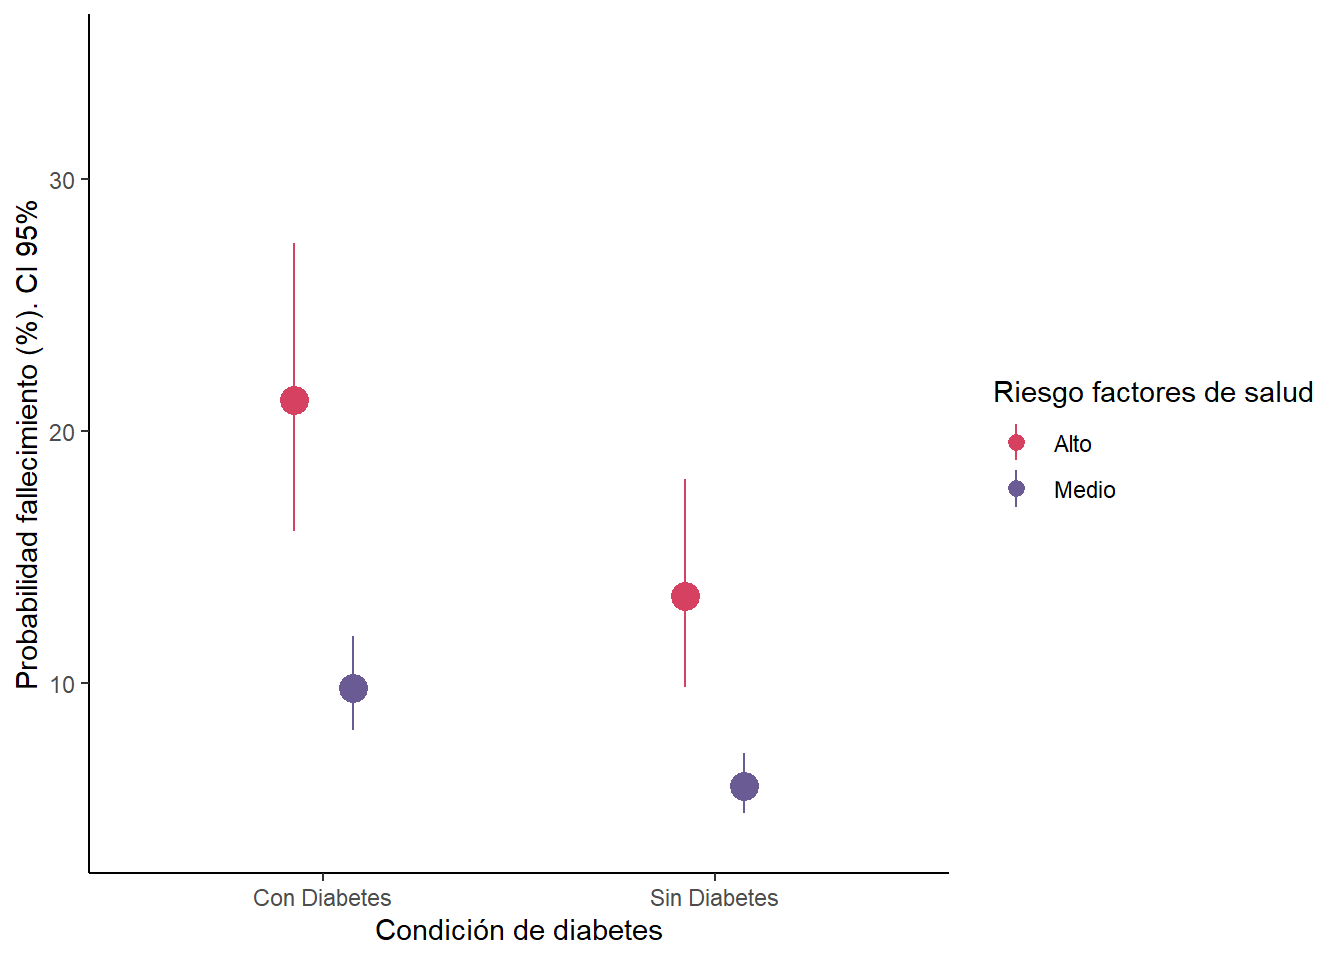 Probabilidad fallecimiento (%). CI 95%
30
20
10
Con Diabetes
Sin Diabetes
Condición de diabetes
Riesgo factores de salud
Alto
Medio